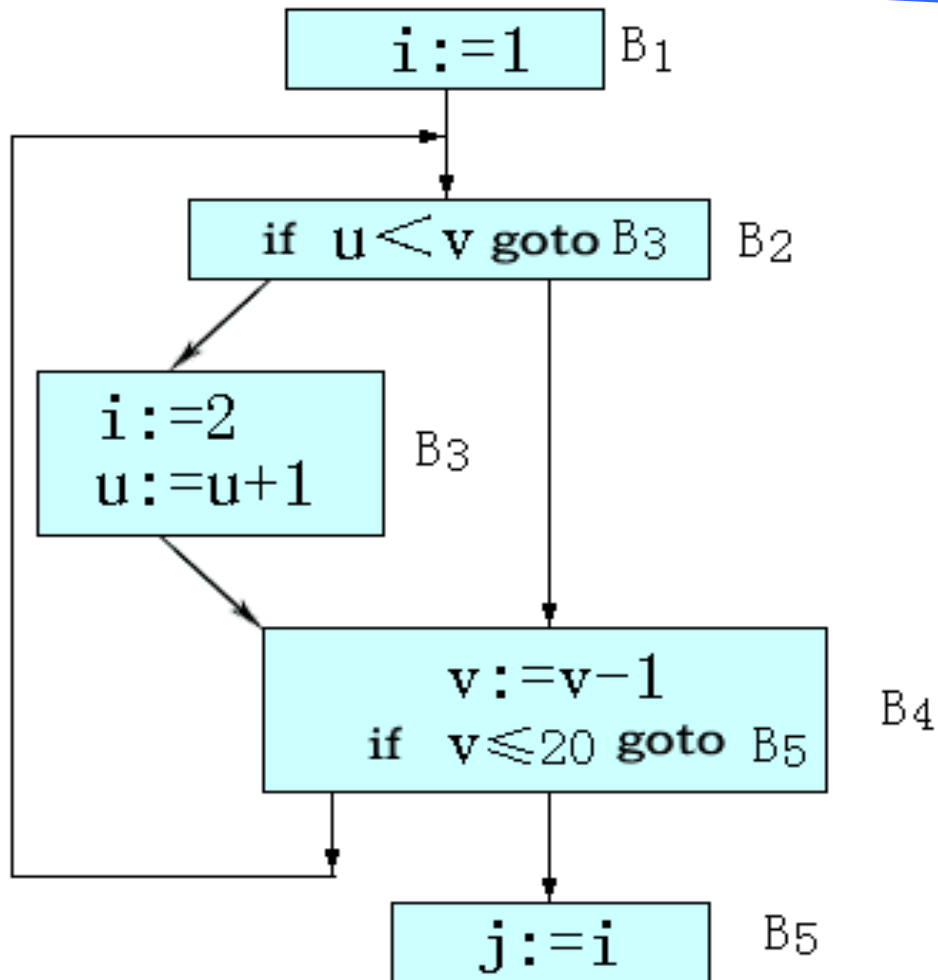 i:=1 B1
if u<v goto B3 B2
i:=2
u:=u+1
B3
v:=v-1
if v≤20 goto B5
B4
j:=i B5